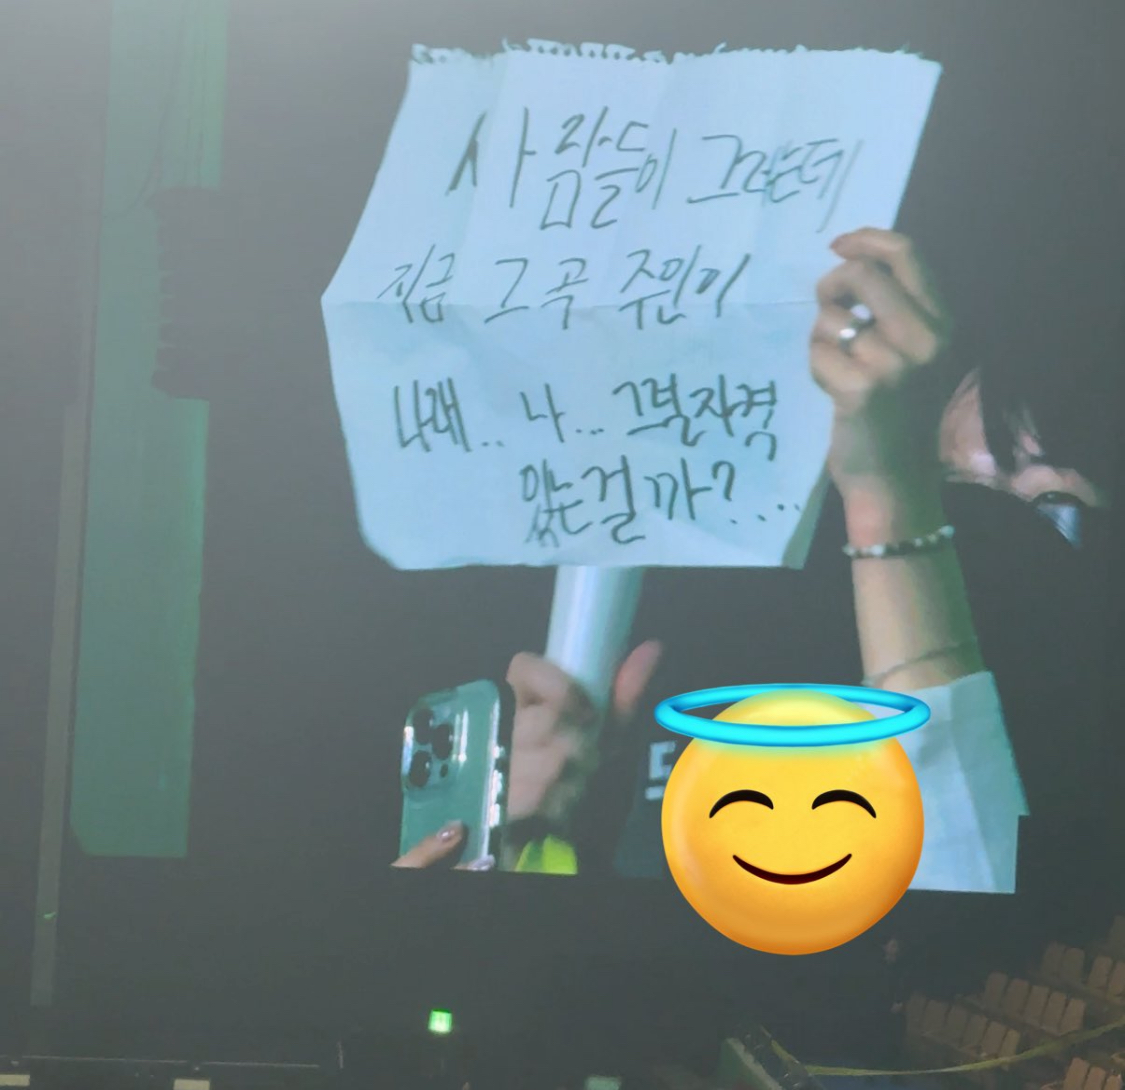 사람들이 그러는데
지금 그 곡 주인이
나래.. 나... 그럴자격
있는걸까?....